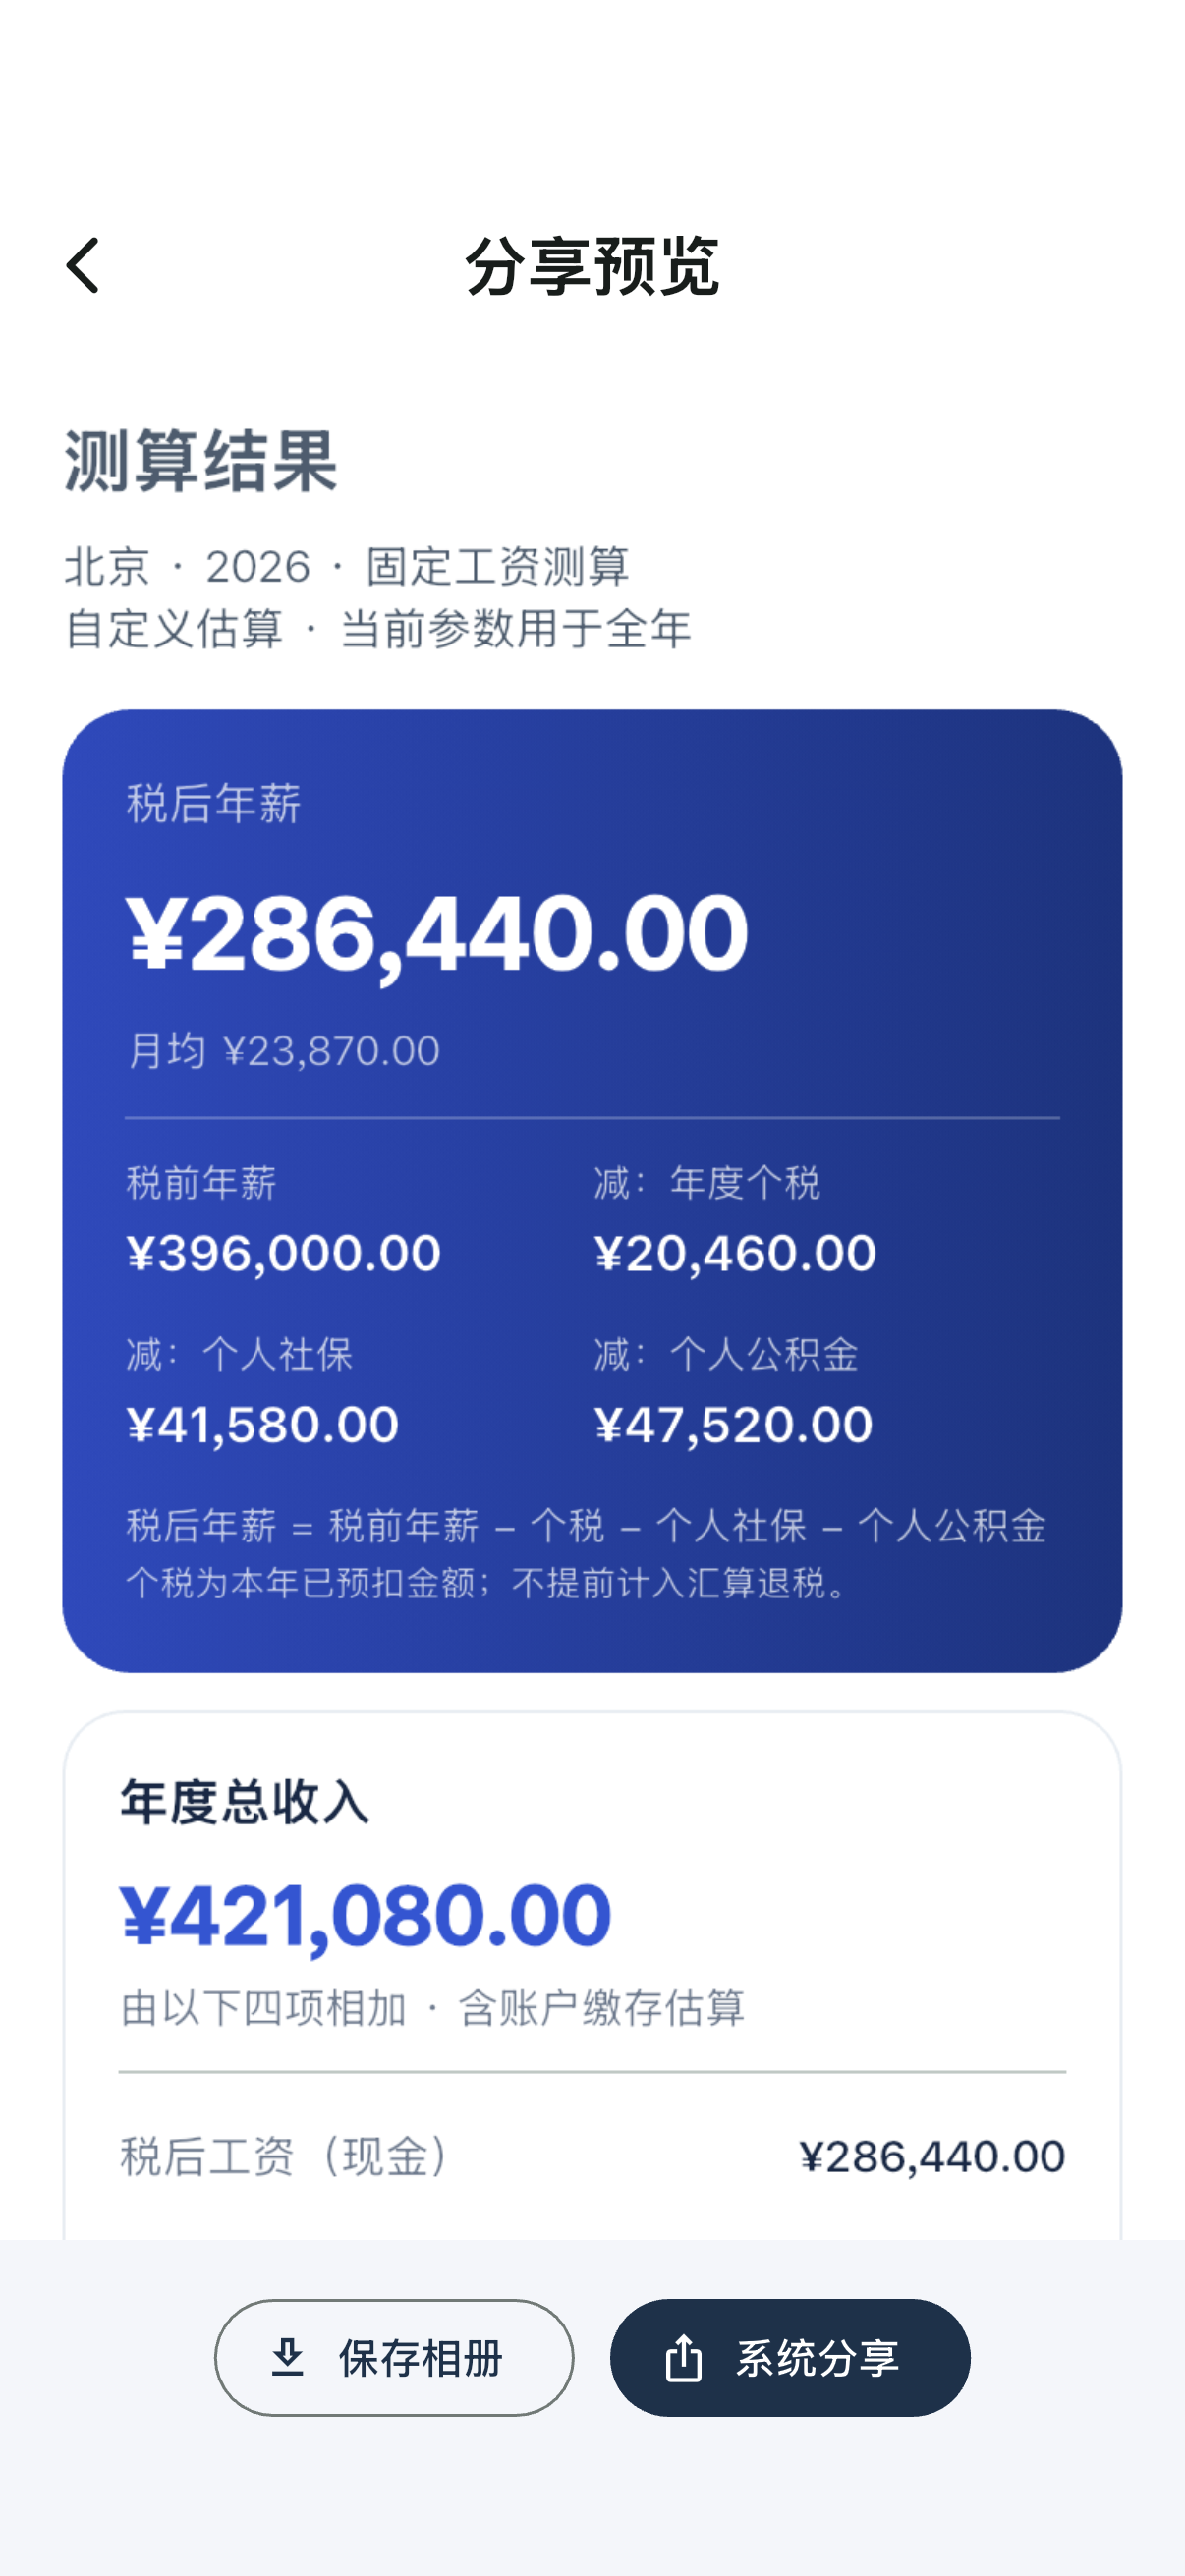 分享预览
测算结果
北京 · 2026 · 固定工资测算
自定义估算 · 当前参数用于全年
税后年薪
¥286,440.00
月均 ¥23,870.00
税前年薪
¥396,000.00
减：年度个税
¥20,460.00
减：个人社保
¥41,580.00
减：个人公积金
¥47,520.00
税后年薪 = 税前年薪 – 个税 – 个人社保 – 个人公积金
个税为本年已预扣金额；不提前计入汇算退税。
年度总收入
¥421,080.00
由以下四项相加 · 含账户缴存估算
税后工资（现金） ¥286,440.00
保存相册
系统分享